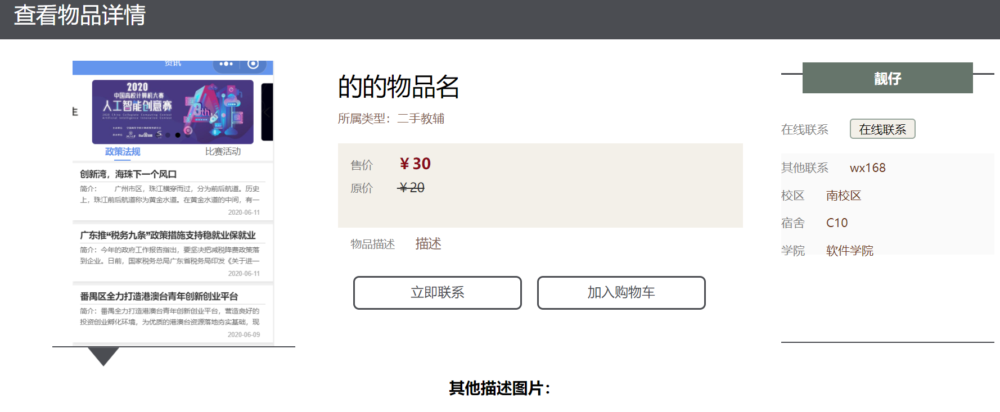 查看物品详情
资讯
2020
中国高校计算机大赛
人工智能创意赛
2020 China Collegiate Computing Contest
Artificial Intelligence Innovation Contest
3th
政策法规
比赛活动
创新湾，海珠下一个风口
简介： 广州市区，珠江横穿而过，分为前后航道。历史
上，珠江前后航道称为黄金水道。在黄金水道的中间，有一
2020-06-11
广东推“税务九条”政策措施支持稳就业保就业
简介：今年的政府工作报告指出，要坚决把减税降费政策落
到企业。日前，国家税务总局广东省税务局印发《关于进一
2020-06-11
番禺区全力打造港澳台青年创新创业平台
简介：番禺全力打造港澳台青年创新创业平台，营造良好的
投资创业孵化环境，为优质的港澳台资源落地夯实基础，现
2020-06-09
的的物品名
所属类型：二手教辅
售价 ￥30
原价 ￥20
物品描述 描述
立即联系
加入购物车
靓仔
在线联系 在线联系
其他联系 wx168
校区 南校区
宿舍 C10
学院 软件学院
其他描述图片：